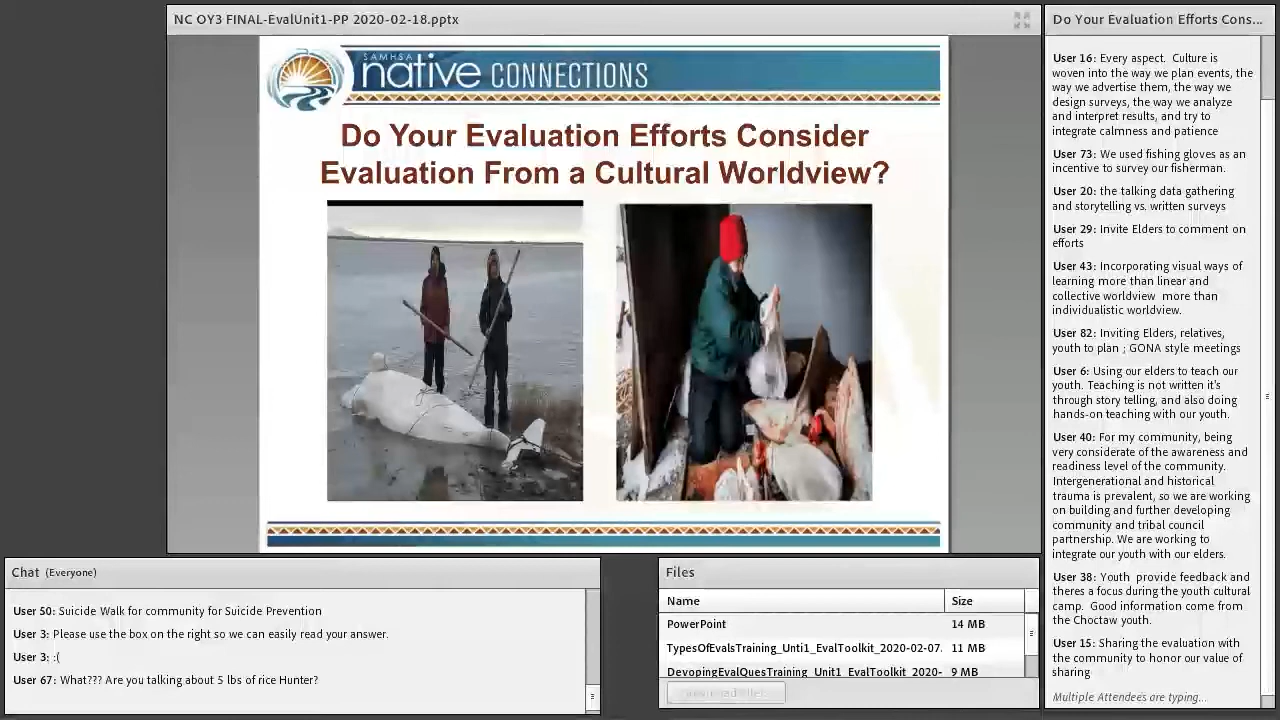 NC OY3 FINAL-EvalUnit1-PP 2020-02-18.pptx
Do Your Evaluation Efforts Cons...
SAMHSA
native CONNECTIONS
Do Your Evaluation Efforts Consider
Evaluation From a Cultural Worldview?
User 16: Every aspect. Culture is
woven into the way we plan events, the
way we advertise them, the way we
design surveys, the way we analyze
and interpret results, and try to
integrate calmness and patience
User 73: We used fishing gloves as an
incentive to survey our fisherman.
User 20: the talking data gathering
and storytelling vs. written surveys
User 29: Invite Elders to comment on
efforts
User 43: Incorporating visual ways of
learning more than linear and
collective worldview more than
individualistic worldview.
User 82: Inviting Elders, relatives,
youth to plan ; GONA style meetings
User 6: Using our elders to teach our
youth. Teaching is not written it's
through story telling, and also doing
hands-on teaching with our youth.
User 40: For my community, being
very considerate of the awareness and
readiness level of the community.
Intergenerational and historical
trauma is prevalent, so we are working
on building and further developing
community and tribal council
partnership. We are working to
integrate our youth with our elders.
User 38: Youth provide feedback and
theres a focus during the youth cultural
camp. Good information come from
the Choctaw youth.
User 15: Sharing the evaluation with
the community to honor our value of
sharing
Multiple Attendees are typing...
Chat (Everyone)
User 50: Suicide Walk for community for Suicide Prevention
User 3: Please use the box on the right so we can easily read your answer.
User 3: :(
User 67: What??? Are you talking about 5 lbs of rice Hunter?
Files
Name Size
PowerPoint 14 MB
TypesOfEvalsTraining_Unti1_EvalToolkit_2020-02-07. 11 MB
DevopingEvalQuesTraining_Unit1_EvalToolkit_2020- 9 MB